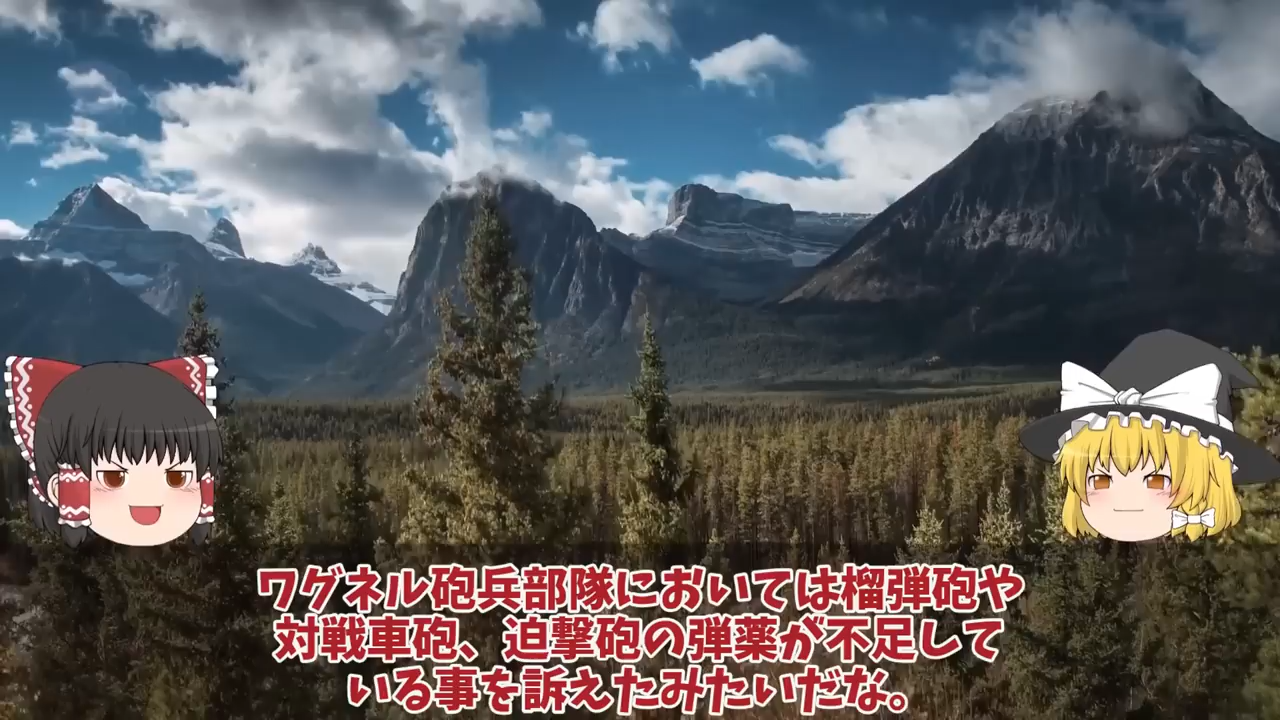 ワグネル砲兵部隊においては榴弾砲や
対戦車砲、迫撃砲の弾薬が不足して
いる事を訴えたみたいだな。